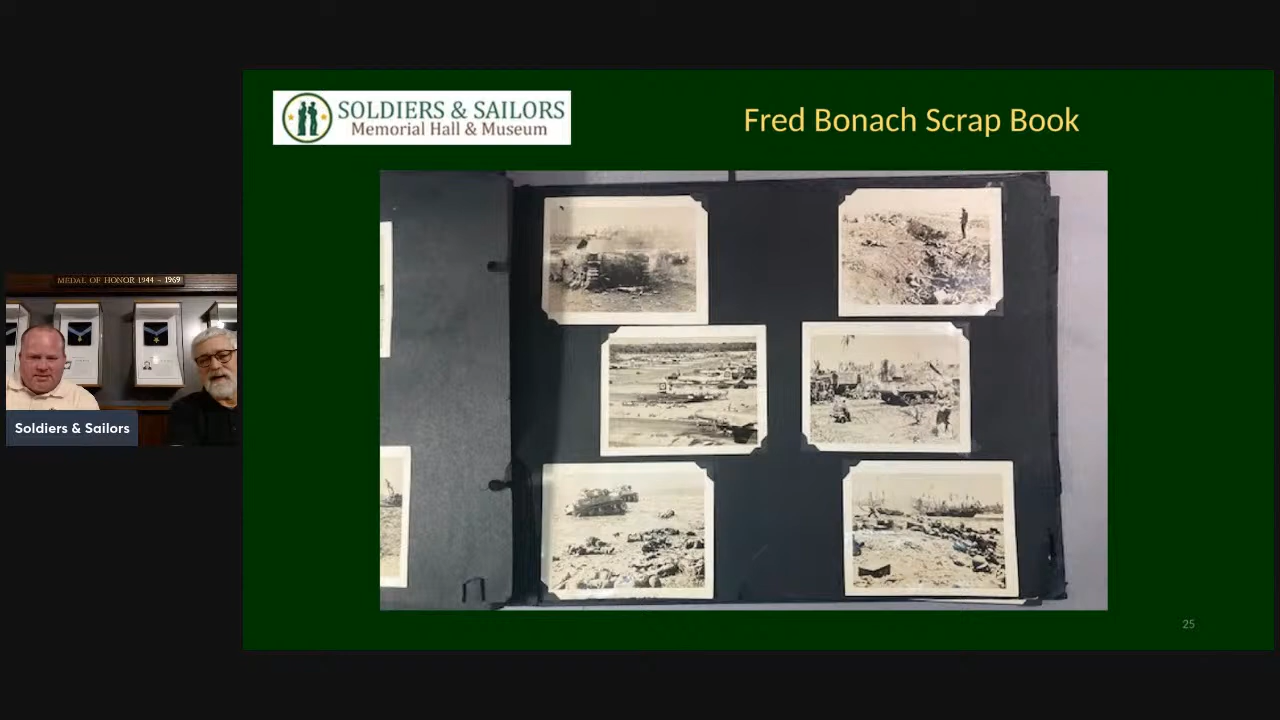 SOLDIERS & SAILORS
Memorial Hall & Museum
Fred Bonach Scrap Book
MEDAL OF HONOR 1944 - 1969
Soldiers & Sailors
25